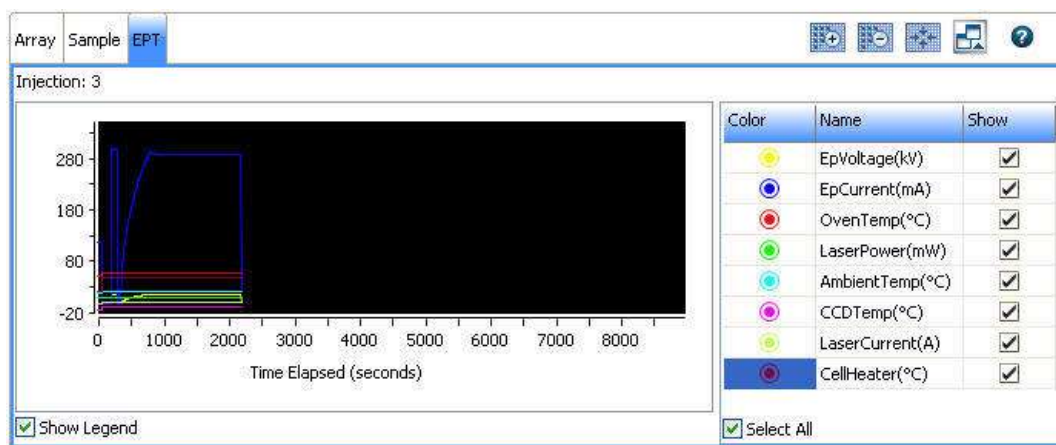 Array Sample EPT
Injection: 3
280
180
80
-20
0 1000 2000 3000 4000 5000 6000 7000 8000
Time Elapsed (seconds)
Show Legend
Color Name Show
EpVoltage(kV)
EpCurrent(mA)
OvenTemp(°C)
LaserPower(mW)
AmbientTemp(°C)
CCDTemp(°C)
LaserCurrent(A)
CellHeater(°C)
Select All